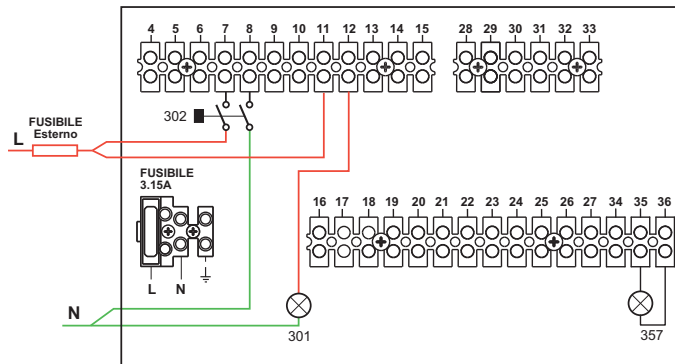 4 5 6 7 8 9 10 11 12 13 14 15
28 29 30 31 32 33
302
FUSIBILE
Esterno
L
FUSIBILE
3.15A
L N
16 17 18 19 20 21 22 23 24 25 26 27 34 35 36
N
301
357